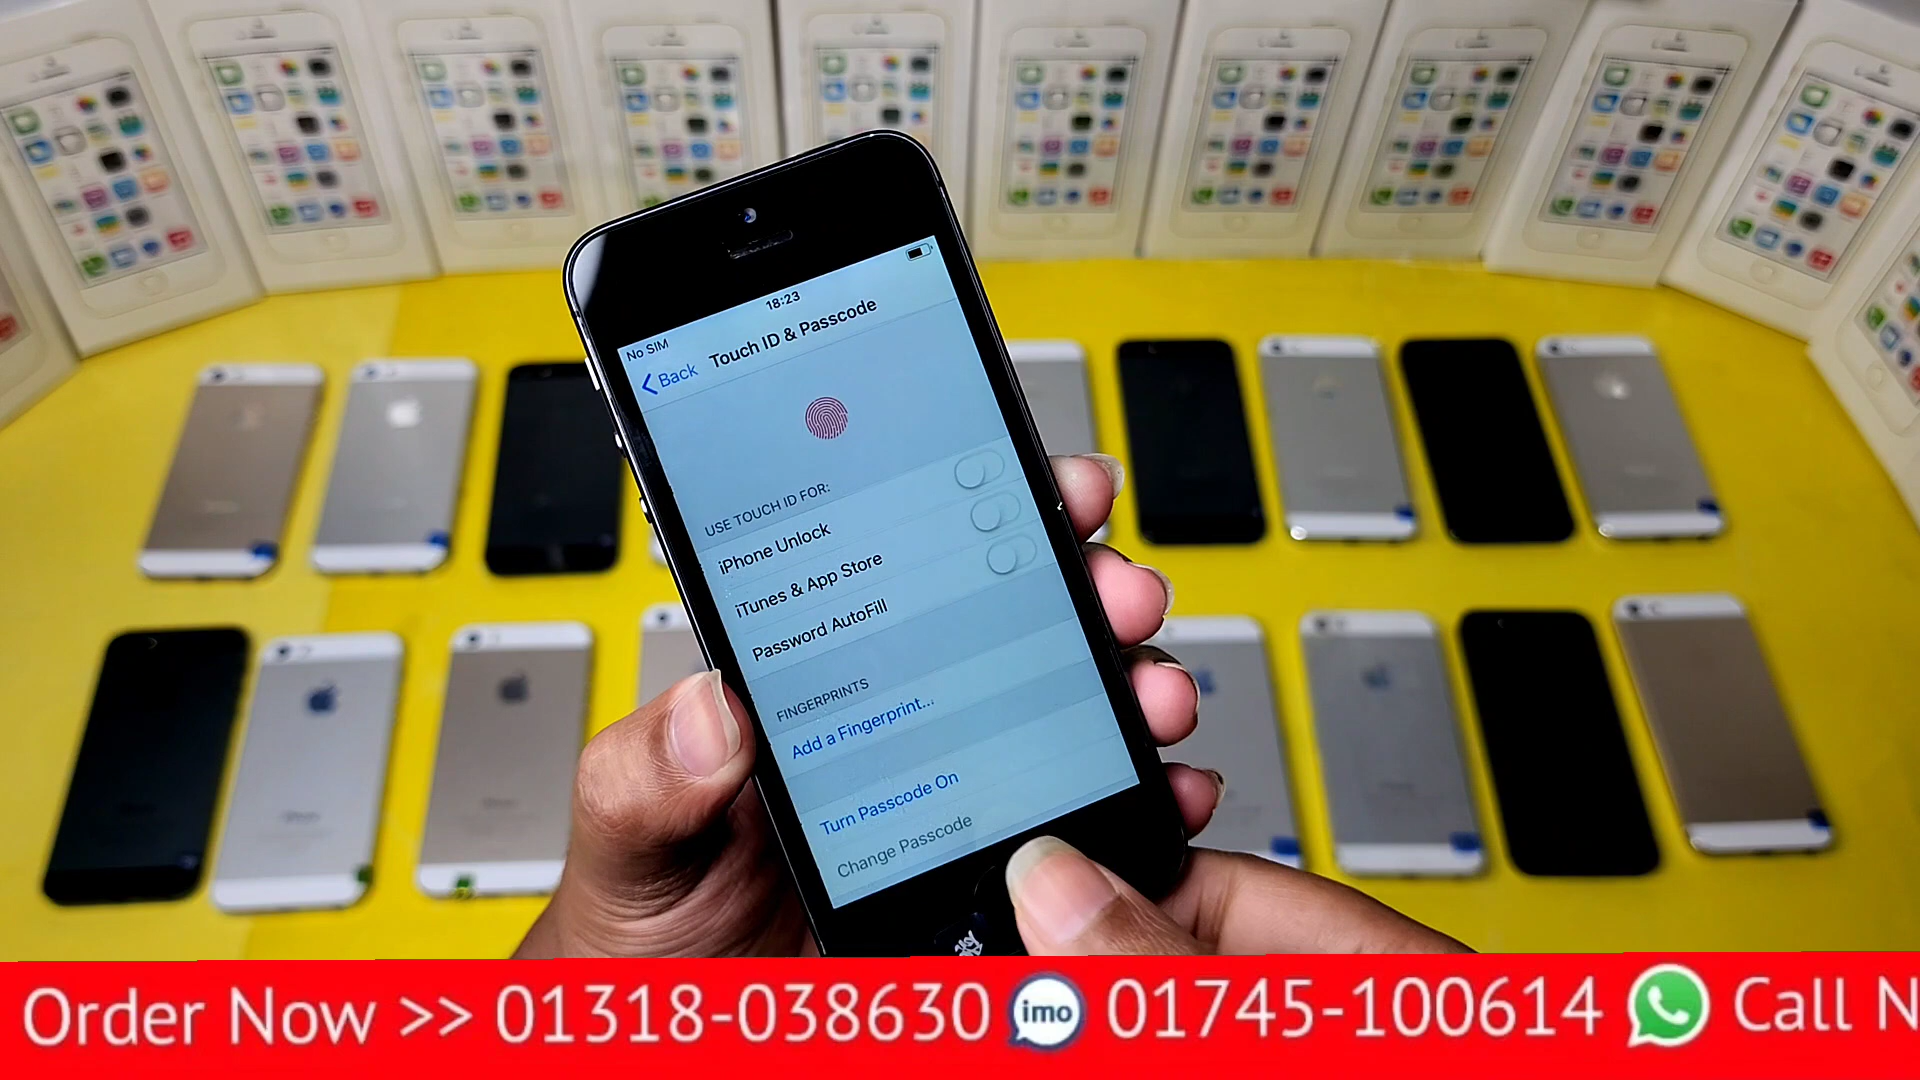 18:23
No SIM
Back Touch ID & Passcode
USE TOUCH ID FOR:
iPhone Unlock
iTunes & App Store
Password AutoFill
FINGERPRINTS
Add a Fingerprint...
Turn Passcode On
Change Passcode
Order Now >> 01318-038630 imo 01745-100614 Call N